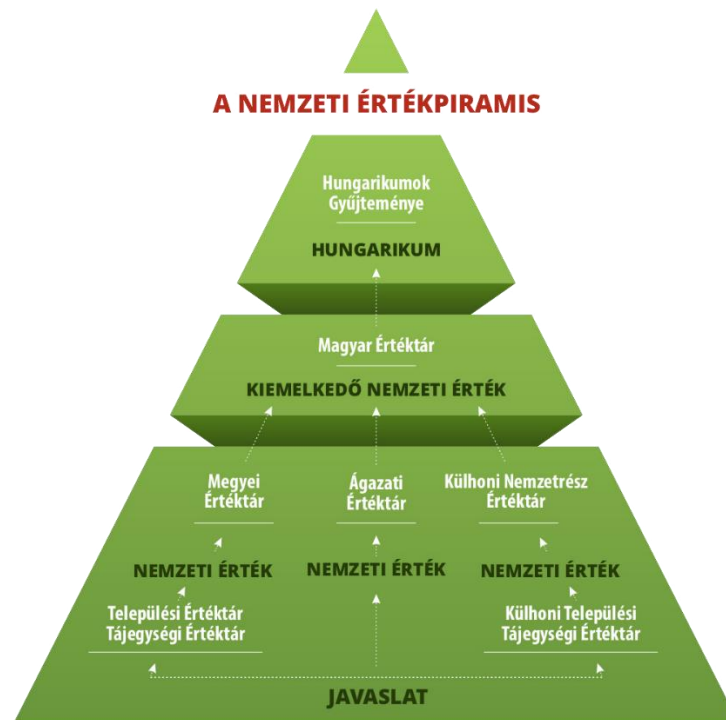 A NEMZETI ÉRTÉKPIRAMIS
Hungarikumok
Gyűjteménye
HUNGARIKUM
Magyar Értéktár
KIEMELKEDŐ NEMZETI ÉRTÉK
Megyei
Értéktár
Ágazati
Értéktár
Külhoni Nemzetrész
Értéktár
NEMZETI ÉRTÉK
NEMZETI ÉRTÉK
NEMZETI ÉRTÉK
Települési Értéktár
Tájegységi Értéktár
Külhoni Települési
Tájegységi Értéktár
JAVASLAT